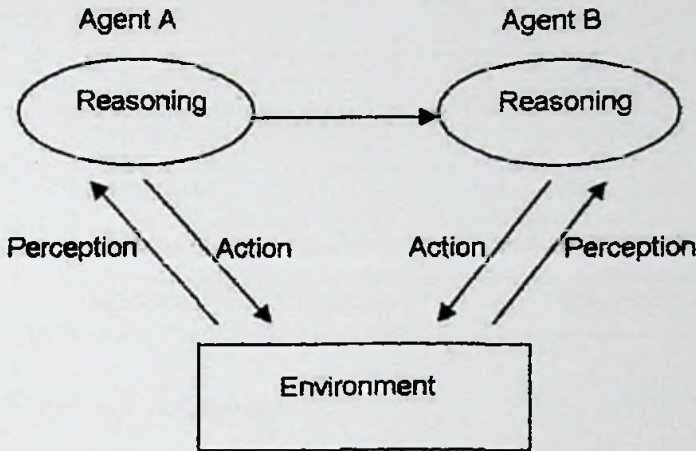 Agent A
Agent B
Reasoning
Reasoning
Perception
Action
Action
Perception
Environment